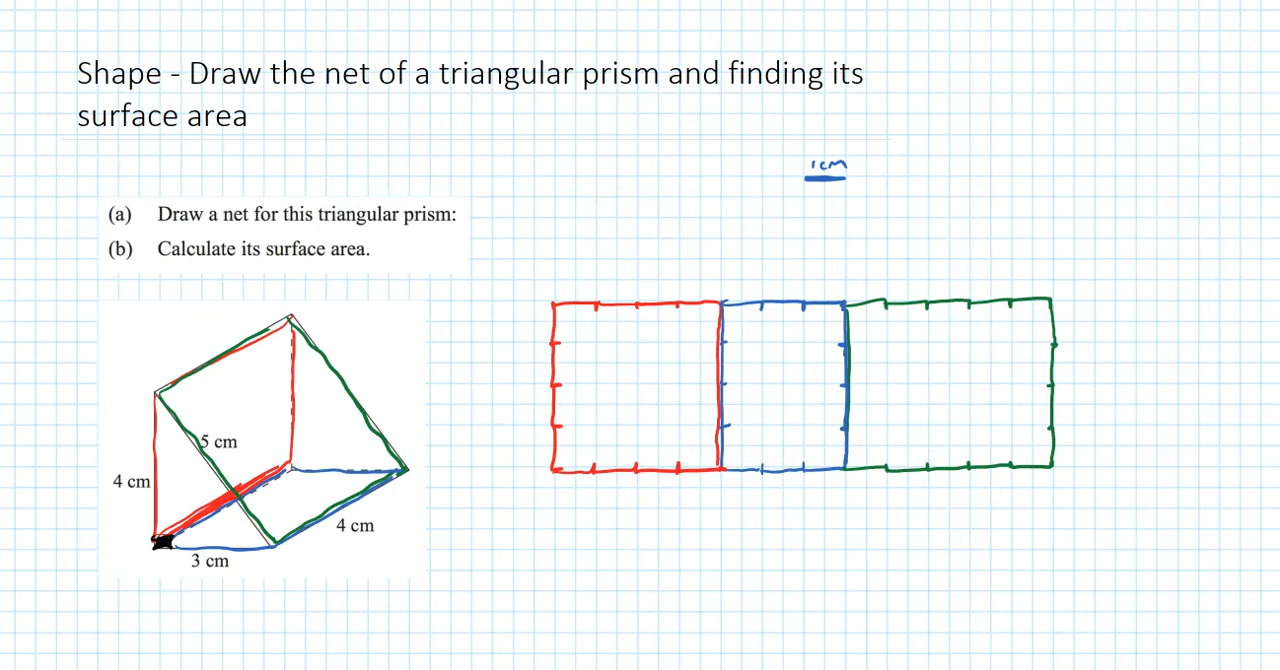 Shape - Draw the net of a triangular prism and finding its
surface area
1cm
(a) Draw a net for this triangular prism:
(b) Calculate its surface area.
5 cm
4 cm
4 cm
3 cm